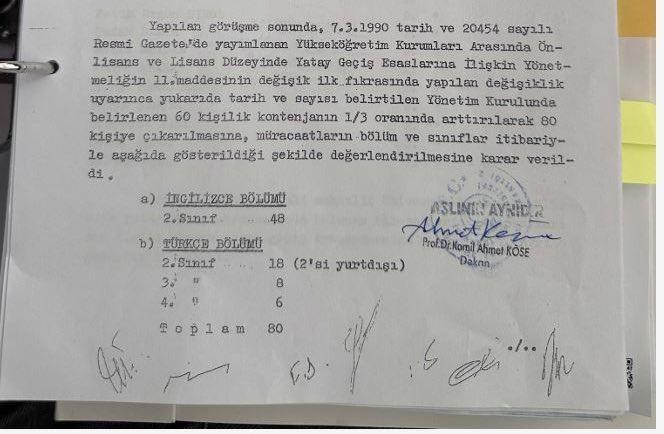 Yapılan görüşme sonunda, 7.3.1990 tarih ve 20454 sayılı
Resmi Gazete'de yayımlanan Yükseköğretim Kurumları Arasında Ön-
lisans ve Lisans Düzeyinde Yatay Geçiş Esaslarına İlişkin Yönet-
meliğin 11.maddesinin değişik ilk fıkrasında yapılan değişiklik
uyarınca yukarıda tarih ve sayısı belirtilen Yönetim Kurulunda
belirlenen 60 kişilik kontenjanın 1/3 oranında arttırılarak 80
kişiye çıkarılmasına, müracaatların bölüm ve sınıflar itibariy-
le aşağıda gösterildiği şekilde değerlendirilmesine karar veril-
di.
a) İNGİLİZCE BÖLÜMÜ
2.Sınıf .. 48
b) TÜRKÇE BÖLÜMÜ
2.Sınıf .. .. 18 (2'si yurtdışı)
3. " 8
4. " 6
T o p l a m 80
ASLININ AYNIDIR
Prof.Dr.Kamil Ahmet KÖSE
Dekan
./..